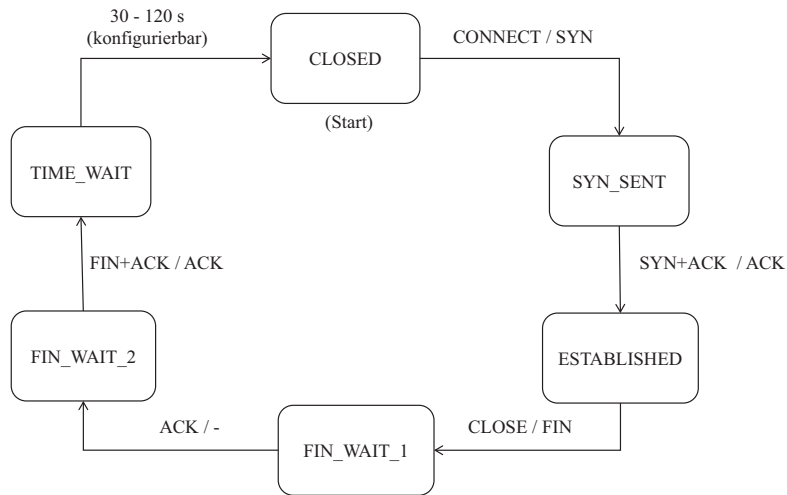 30 - 120 s
(konfigurierbar)
CLOSED
CONNECT / SYN
(Start)
TIME_WAIT
SYN_SENT
FIN+ACK / ACK
SYN+ACK / ACK
FIN_WAIT_2
ESTABLISHED
ACK / -
CLOSE / FIN
FIN_WAIT_1